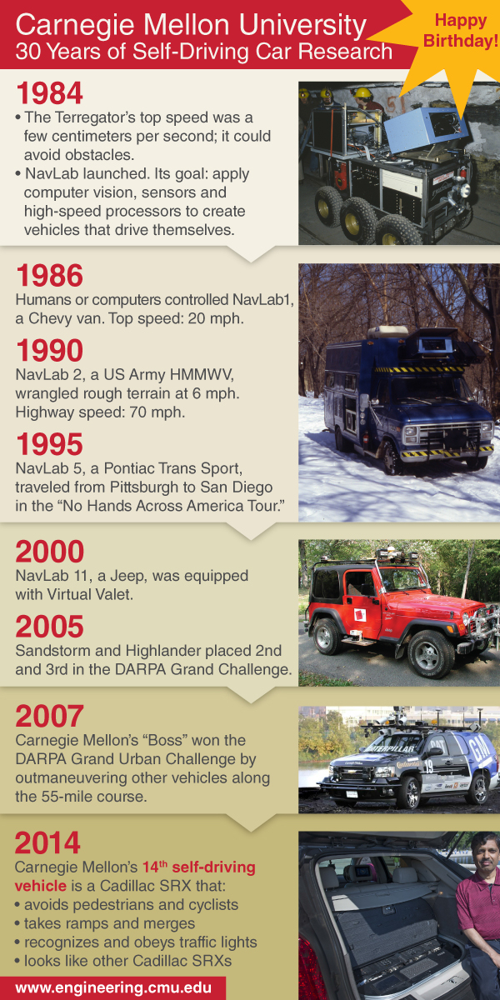 Carnegie Mellon University
30 Years of Self-Driving Car Research
Happy
Birthday!
1984
• The Terregator’s top speed was a
few centimeters per second; it could
avoid obstacles.
• NavLab launched. Its goal: apply
computer vision, sensors and
high-speed processors to create
vehicles that drive themselves.
1986
Humans or computers controlled NavLab1,
a Chevy van. Top speed: 20 mph.
1990
NavLab 2, a US Army HMMWV,
wrangled rough terrain at 6 mph.
Highway speed: 70 mph.
1995
NavLab 5, a Pontiac Trans Sport,
traveled from Pittsburgh to San Diego
in the “No Hands Across America Tour.”
2000
NavLab 11, a Jeep, was equipped
with Virtual Valet.
2005
Sandstorm and Highlander placed 2nd
and 3rd in the DARPA Grand Challenge.
2007
Carnegie Mellon’s “Boss” won the
DARPA Grand Urban Challenge by
outmaneuvering other vehicles along
the 55-mile course.
CATERPILLAR
CAT
GM
Continental
19
2014
Carnegie Mellon’s 14th self-driving
vehicle is a Cadillac SRX that:
• avoids pedestrians and cyclists
• takes ramps and merges
• recognizes and obeys traffic lights
• looks like other Cadillac SRXs
www.engineering.cmu.edu